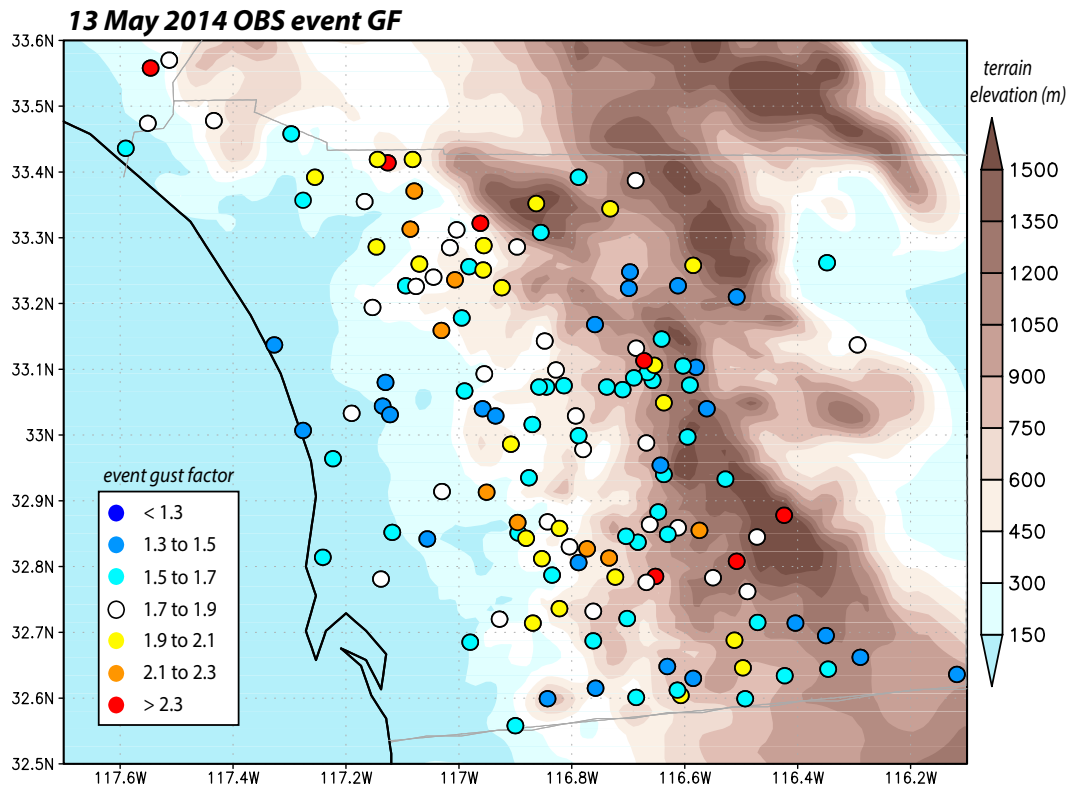 13 May 2014 OBS event GF
terrain
elevation (m)
33.6N
33.5N
33.4N
33.3N
33.2N
33.1N
33N
32.9N
32.8N
32.7N
32.6N
32.5N
1500
1350
1200
1050
900
750
600
450
300
150
event gust factor
< 1.3
1.3 to 1.5
1.5 to 1.7
1.7 to 1.9
1.9 to 2.1
2.1 to 2.3
> 2.3
117.6W 117.4W 117.2W 117W 116.8W 116.6W 116.4W 116.2W